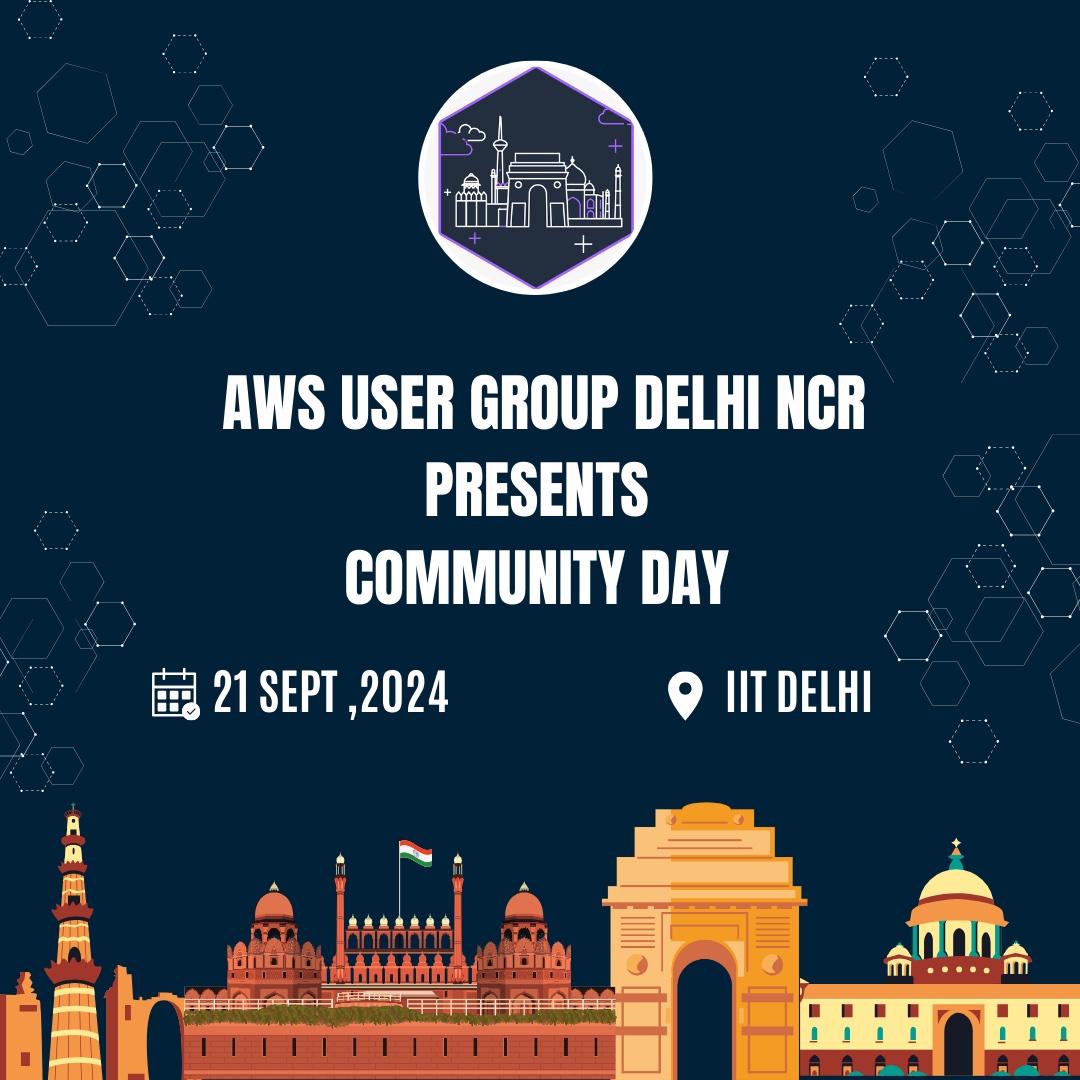 AWS USER GROUP DELHI NCR
PRESENTS
COMMUNITY DAY
21 SEPT ,2024
IIT DELHI